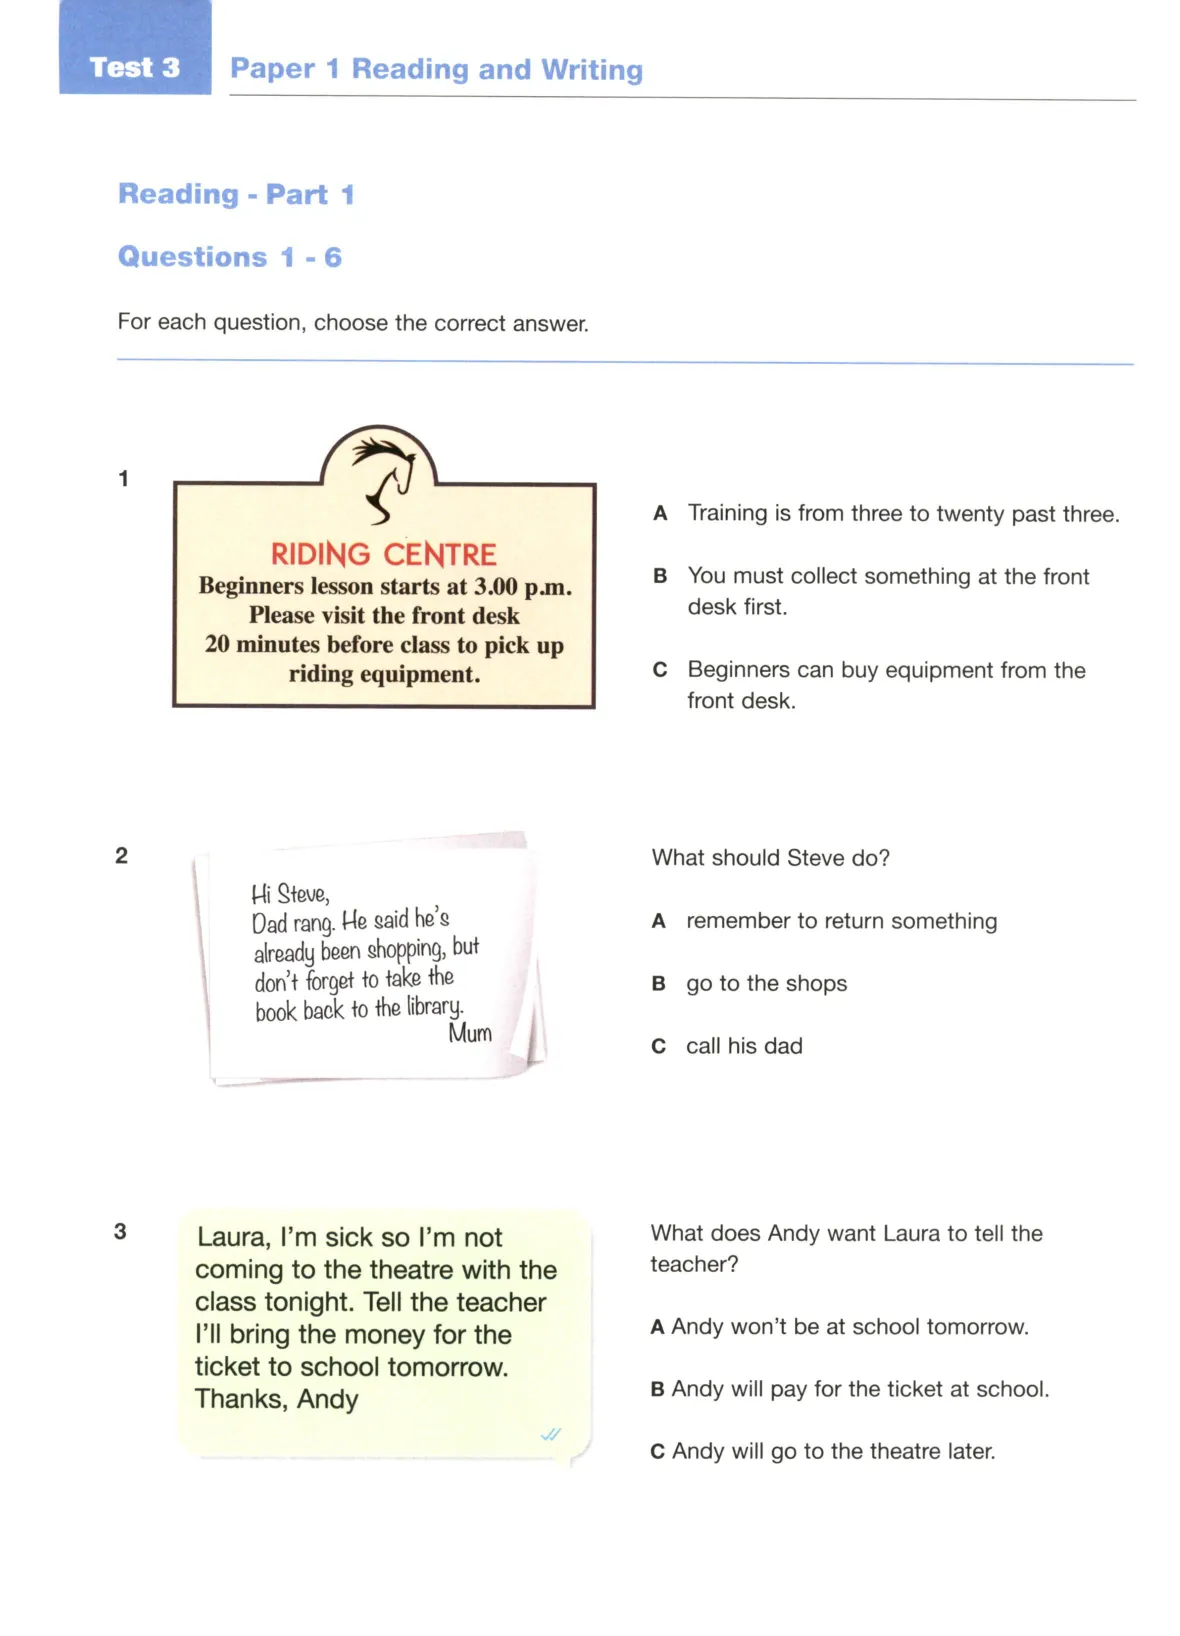 Test 3
Paper 1 Reading and Writing
Reading - Part 1
Questions 1 - 6
For each question, choose the correct answer.
1
RIDING CENTRE
Beginners lesson starts at 3.00 p.m.
Please visit the front desk
20 minutes before class to pick up
riding equipment.
A Training is from three to twenty past three.
B You must collect something at the front
desk first.
C Beginners can buy equipment from the
front desk.
2
Hi Steve,
Dad rang. He said he's
already been shopping, but
don't forget to take the
book back to the library.
Mum
What should Steve do?
A remember to return something
B go to the shops
C call his dad
3
Laura, I'm sick so I'm not
coming to the theatre with the
class tonight. Tell the teacher
I'll bring the money for the
ticket to school tomorrow.
Thanks, Andy
What does Andy want Laura to tell the
teacher?
A Andy won't be at school tomorrow.
B Andy will pay for the ticket at school.
C Andy will go to the theatre later.